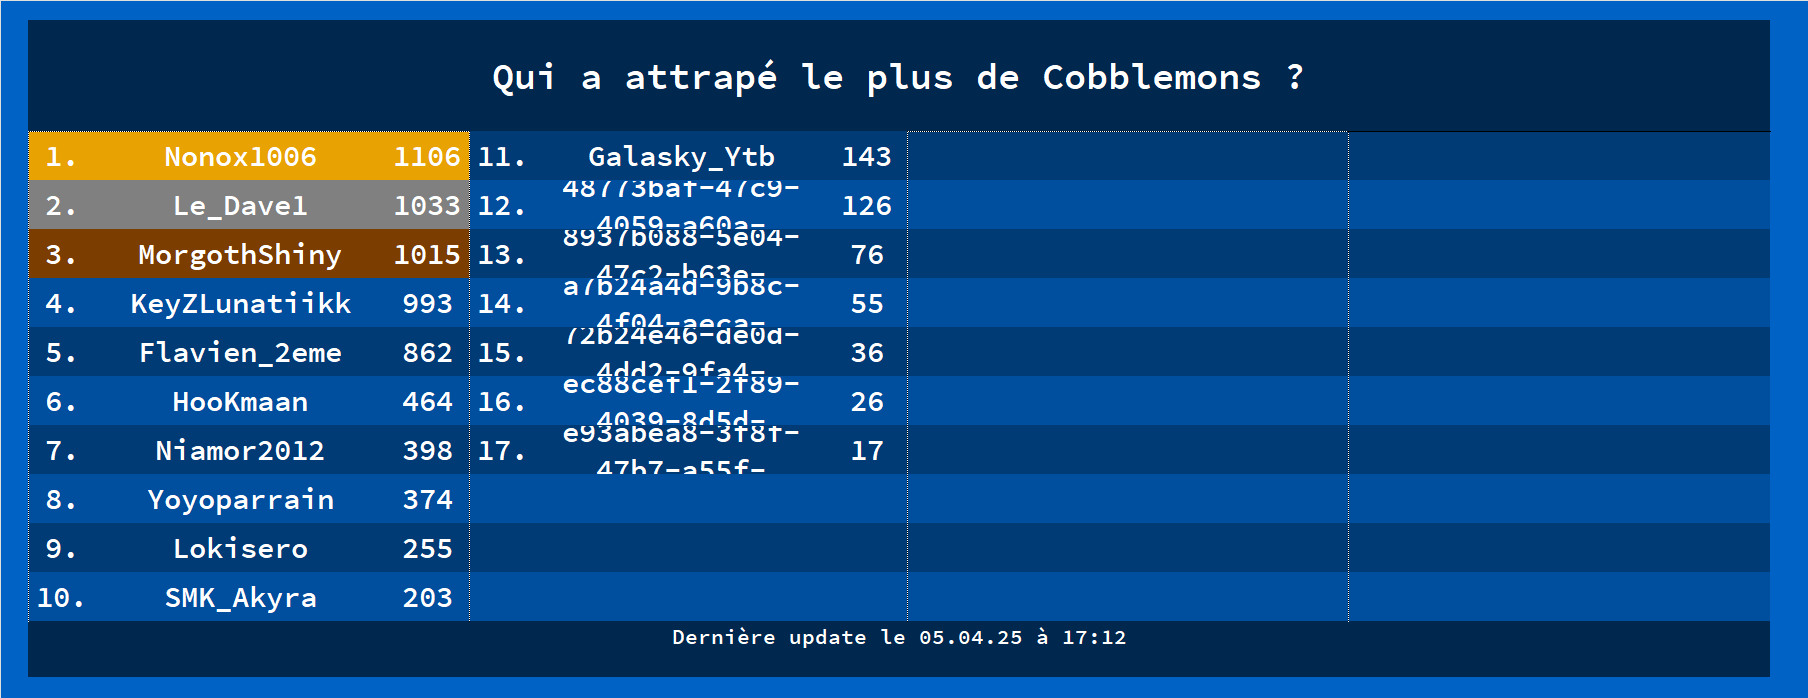 Qui a attrapé le plus de Cobblemons ?
1. Nonox1006 1106
2. Le_Dave1 1033
3. MorgothShiny 1015
4. KeyZLunatiikk 993
5. Flavien_2eme 862
6. HooKmaan 464
7. Niamor2012 398
8. Yoyoparrain 374
9. Lokisero 255
10. SMK_Akyra 203
11. Galasky_Ytb 143
12. 48773baf-47c9-
4059-a60a- 126
13. 8937b088-5e04-
47c2-b63e- 76
14. a7b24a4d-9b8c-
4f04-aeca- 55
15. 72b24e46-de0d-
4dd2-9fa4- 36
16. ec88cef1-2f89-
4039-8d5d- 26
17. e93abea8-3f8f-
47b7-a55f- 17
Dernière update le 05.04.25 à 17:12